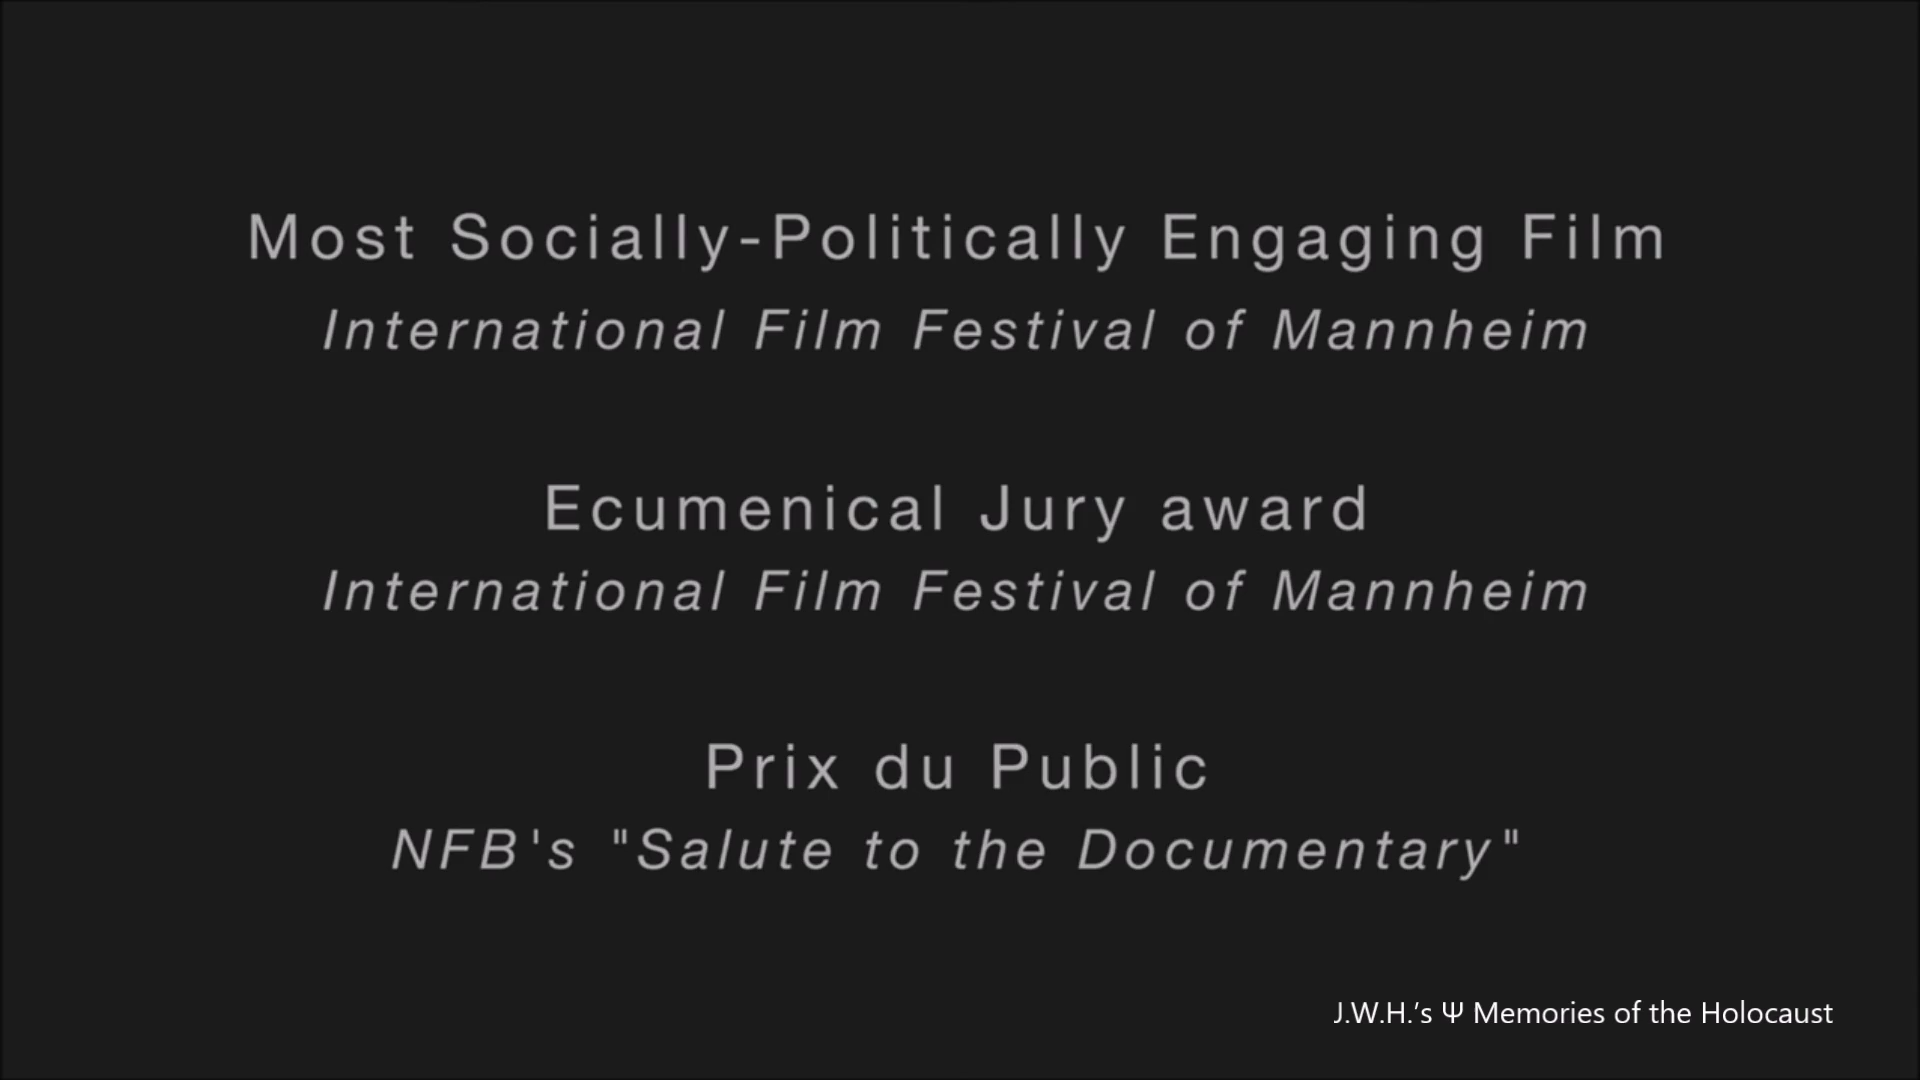 Most Socially-Politically Engaging Film
International Film Festival of Mannheim
Ecumenical Jury award
International Film Festival of Mannheim
Prix du Public
NFB's "Salute to the Documentary"
J.W.H.’s Ψ Memories of the Holocaust